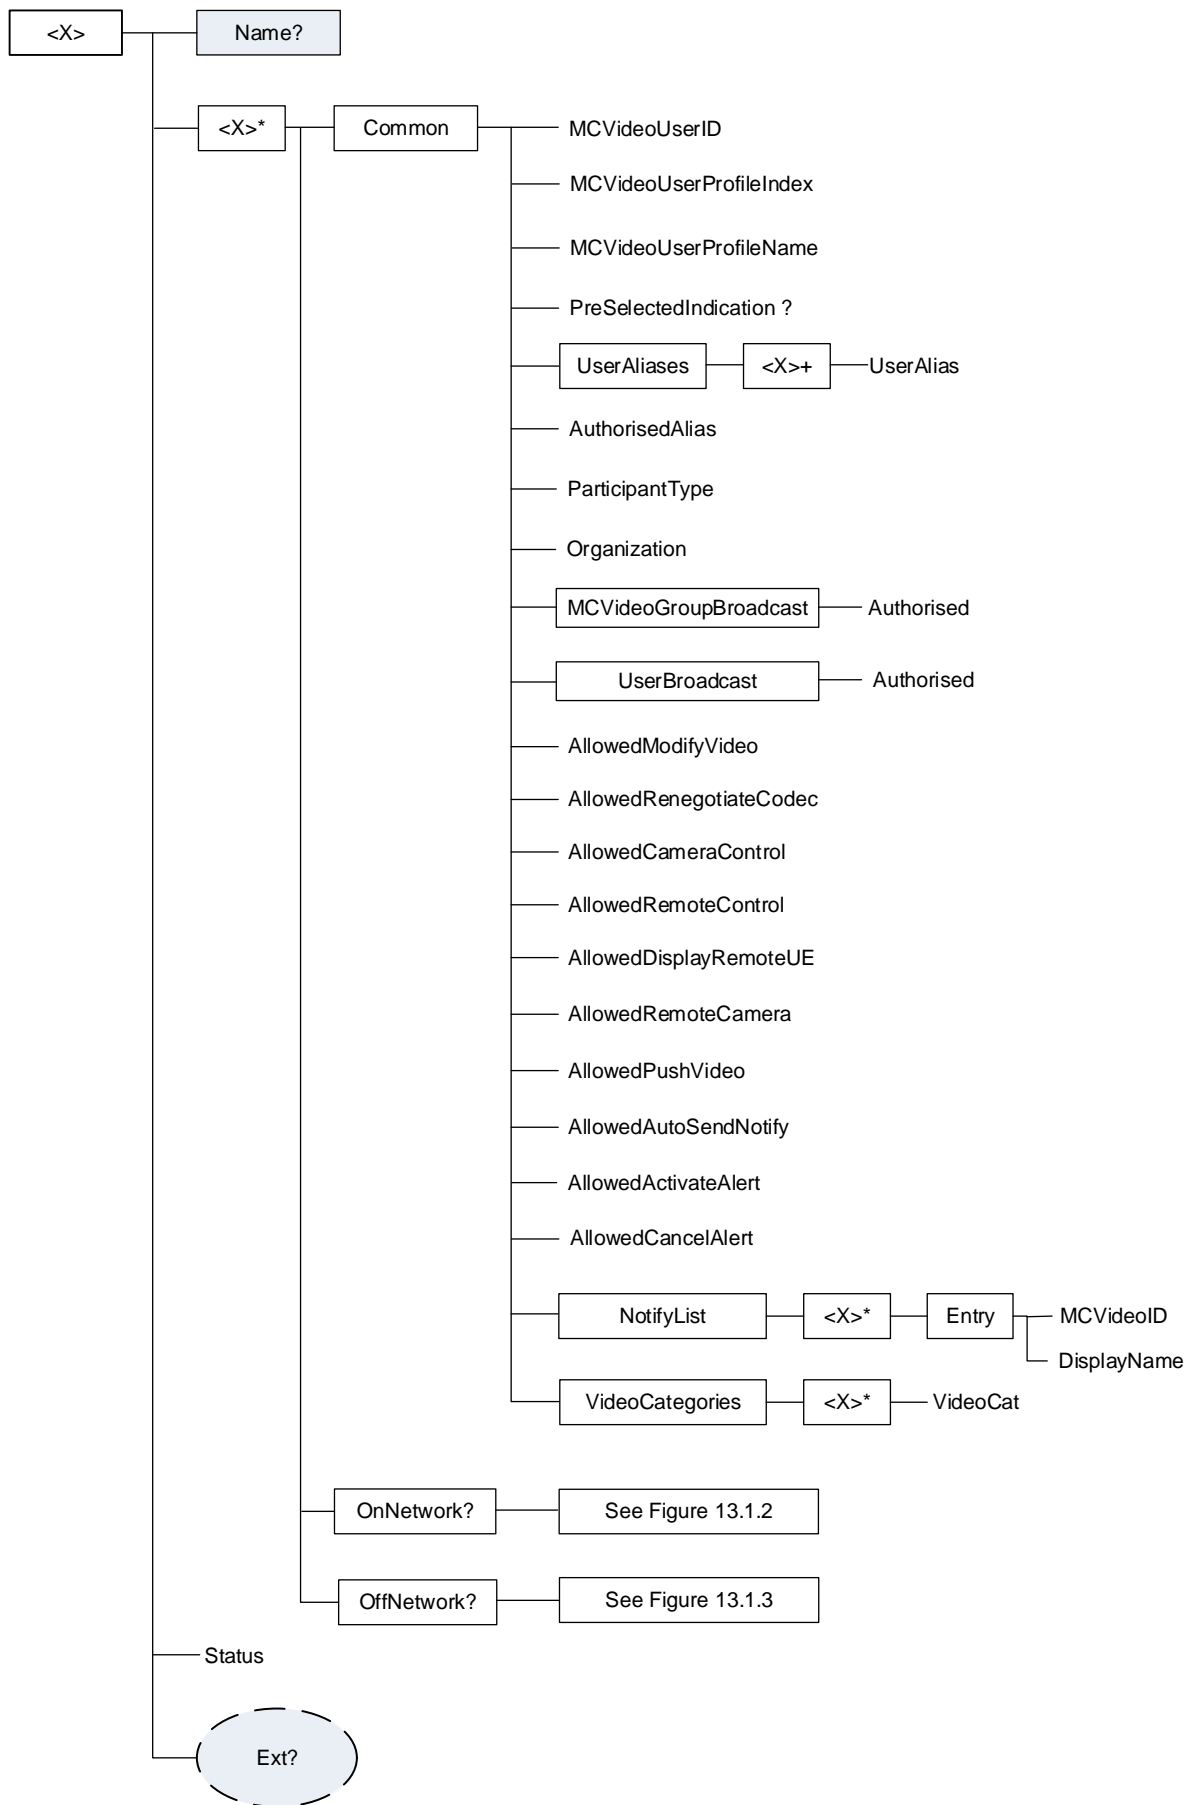 <X>
Name?
<X>*
Common
MCVideoUserID
MCVideoUserProfileIndex
MCVideoUserProfileName
PreSelectedIndication ?
UserAliases
<X>+
UserAlias
AuthorisedAlias
ParticipantType
Organization
MCVideoGroupBroadcast
Authorised
UserBroadcast
Authorised
AllowedModifyVideo
AllowedRenegotiateCodec
AllowedCameraControl
AllowedRemoteControl
AllowedDisplayRemoteUE
AllowedRemoteCamera
AllowedPushVideo
AllowedAutoSendNotify
AllowedActivateAlert
AllowedCancelAlert
NotifyList
<X>*
Entry
MCVideoID
DisplayName
VideoCategories
<X>*
VideoCat
OnNetwork?
See Figure 13.1.2
OffNetwork?
See Figure 13.1.3
Status
Ext?